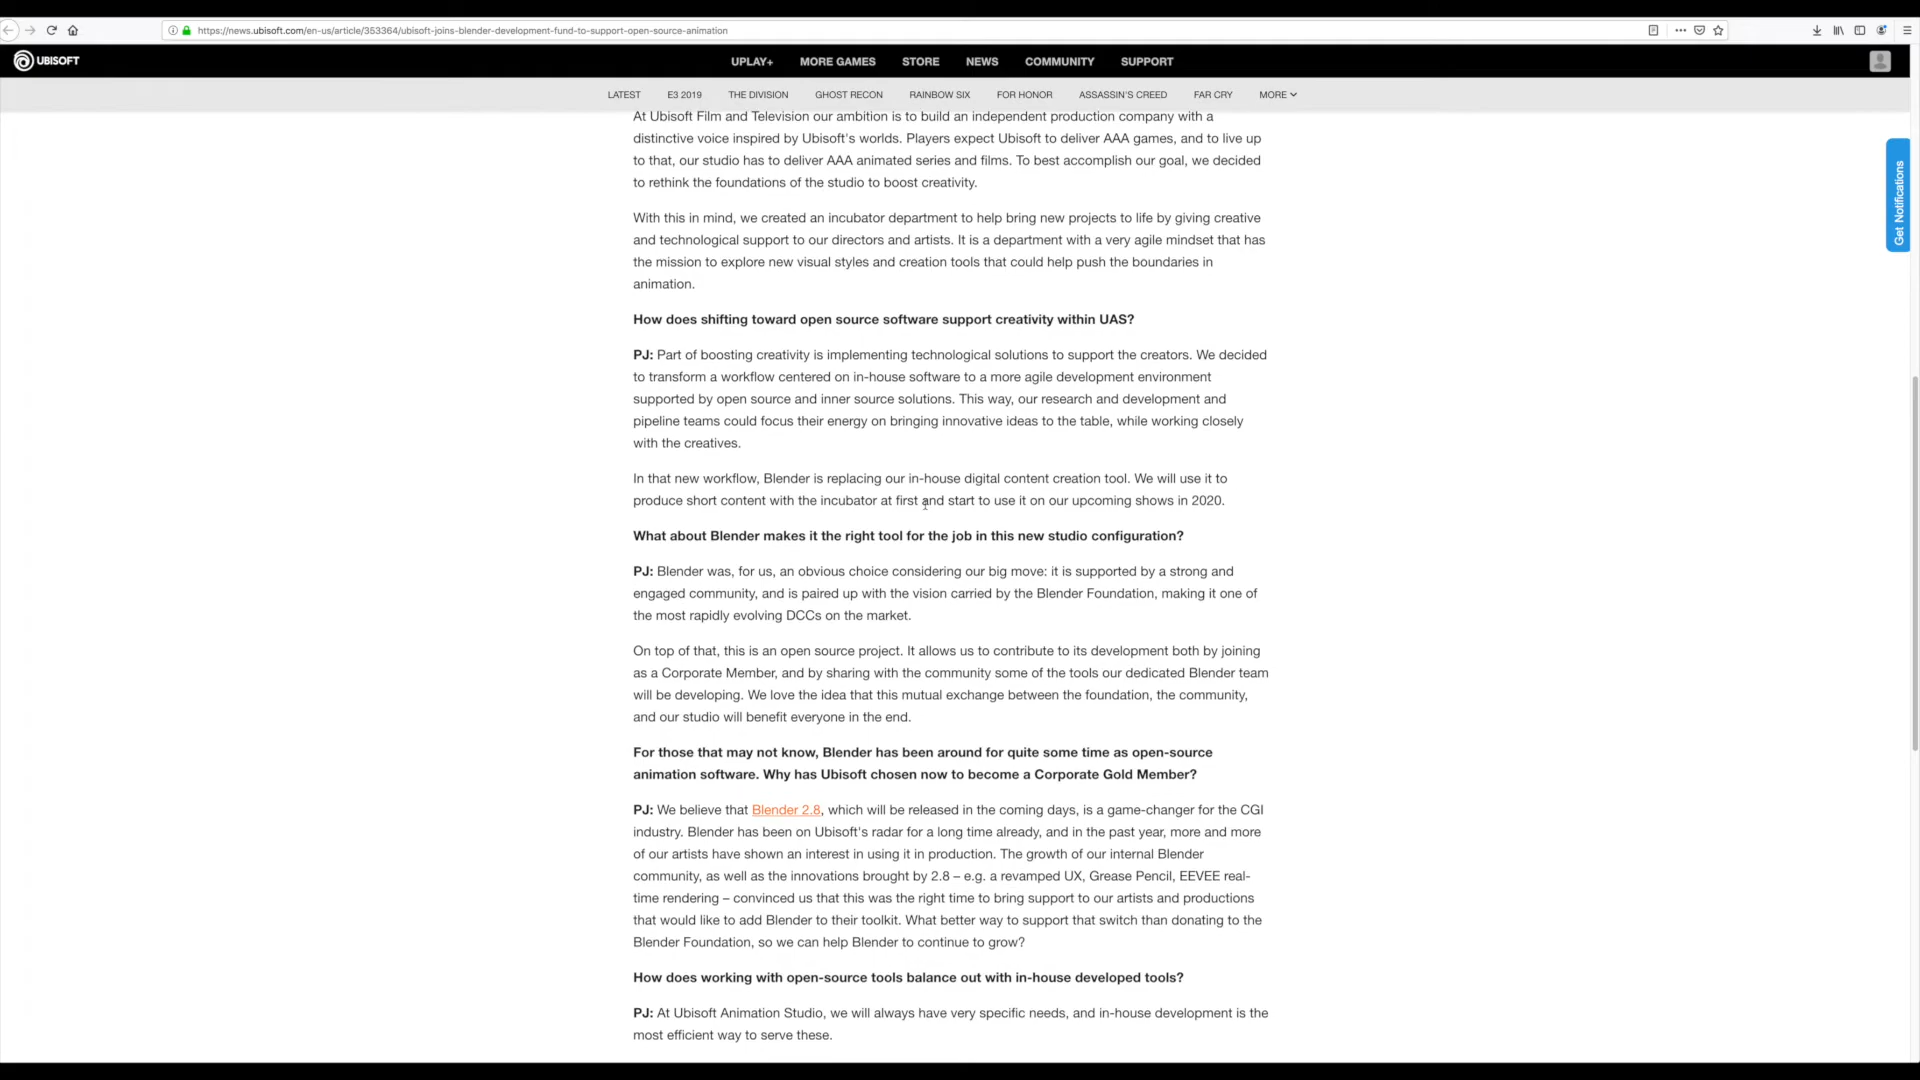 https://news.ubisoft.com/en-us/article/353364/ubisoft-joins-blender-development-fund-to-support-open-source-animation
UBISOFT
UPLAY+ MORE GAMES STORE NEWS COMMUNITY SUPPORT
LATEST E3 2019 THE DIVISION GHOST RECON RAINBOW SIX FOR HONOR ASSASSIN'S CREED FAR CRY MORE
Get Notifications
At Ubisoft Film and Television our ambition is to build an independent production company with a
distinctive voice inspired by Ubisoft's worlds. Players expect Ubisoft to deliver AAA games, and to live up
to that, our studio has to deliver AAA animated series and films. To best accomplish our goal, we decided
to rethink the foundations of the studio to boost creativity.
With this in mind, we created an incubator department to help bring new projects to life by giving creative
and technological support to our directors and artists. It is a department with a very agile mindset that has
the mission to explore new visual styles and creation tools that could help push the boundaries in
animation.
How does shifting toward open source software support creativity within UAS?
PJ: Part of boosting creativity is implementing technological solutions to support the creators. We decided
to transform a workflow centered on in-house software to a more agile development environment
supported by open source and inner source solutions. This way, our research and development and
pipeline teams could focus their energy on bringing innovative ideas to the table, while working closely
with the creatives.
In that new workflow, Blender is replacing our in-house digital content creation tool. We will use it to
produce short content with the incubator at first and start to use it on our upcoming shows in 2020.
What about Blender makes it the right tool for the job in this new studio configuration?
PJ: Blender was, for us, an obvious choice considering our big move: it is supported by a strong and
engaged community, and is paired up with the vision carried by the Blender Foundation, making it one of
the most rapidly evolving DCCs on the market.
On top of that, this is an open source project. It allows us to contribute to its development both by joining
as a Corporate Member, and by sharing with the community some of the tools our dedicated Blender team
will be developing. We love the idea that this mutual exchange between the foundation, the community,
and our studio will benefit everyone in the end.
For those that may not know, Blender has been around for quite some time as open-source
animation software. Why has Ubisoft chosen now to become a Corporate Gold Member?
PJ: We believe that Blender 2.8, which will be released in the coming days, is a game-changer for the CGI
industry. Blender has been on Ubisoft's radar for a long time already, and in the past year, more and more
of our artists have shown an interest in using it in production. The growth of our internal Blender
community, as well as the innovations brought by 2.8 – e.g. a revamped UX, Grease Pencil, EEVEE real-
time rendering – convinced us that this was the right time to bring support to our artists and productions
that would like to add Blender to their toolkit. What better way to support that switch than donating to the
Blender Foundation, so we can help Blender to continue to grow?
How does working with open-source tools balance out with in-house developed tools?
PJ: At Ubisoft Animation Studio, we will always have very specific needs, and in-house development is the
most efficient way to serve these.